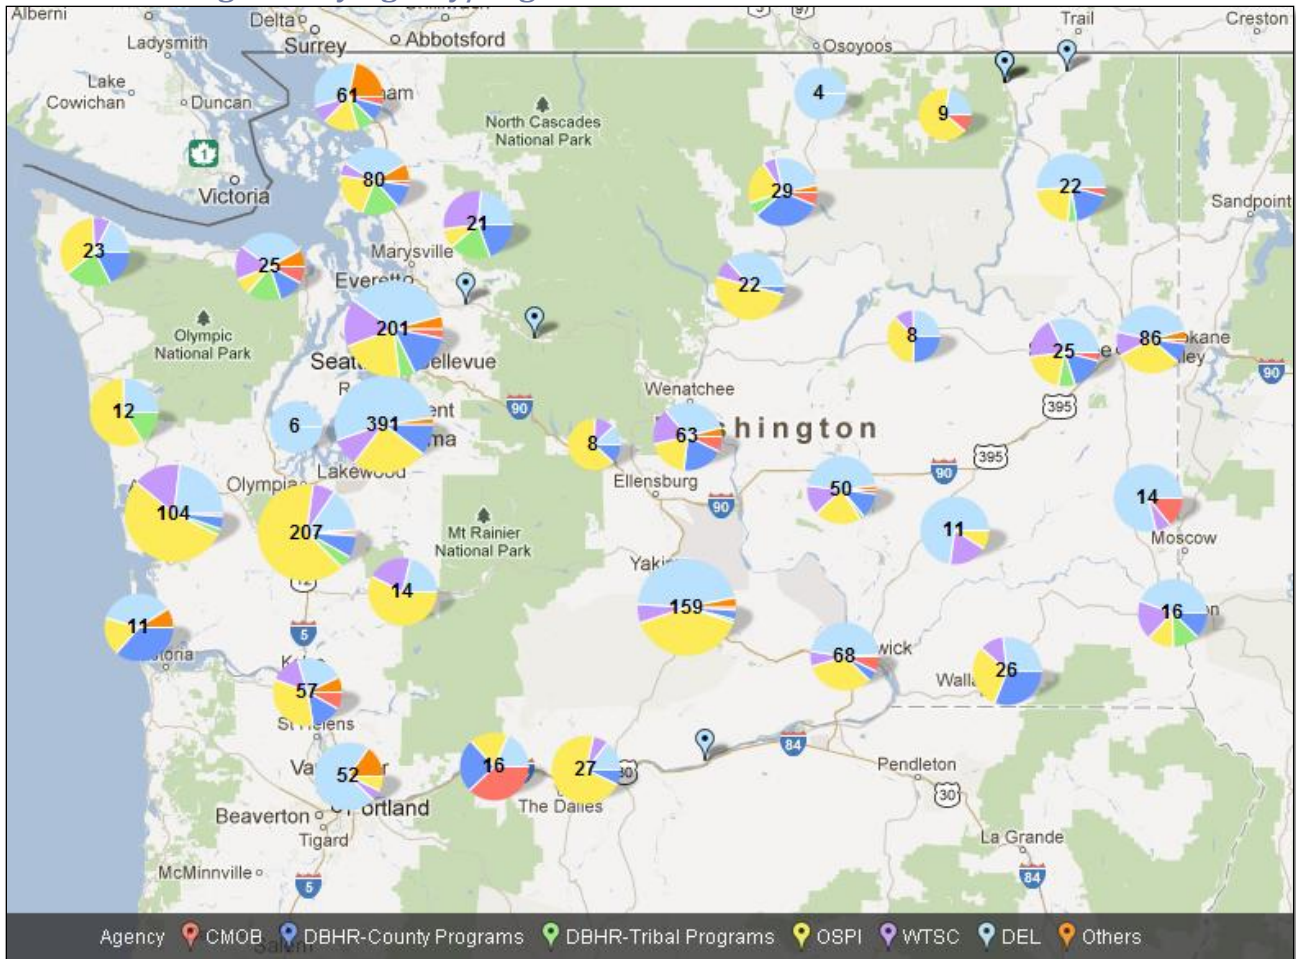 Alberni
Delta
Trail
Creston
Ladysmith
Surrey
Abbotsford
Osoyoos
97
Lake
Cowichan
Duncan
61
4
9
North Cascades
National Park
1
Victoria
80
29
22
Sandpoint
21
23
25
Marysville
Everett
22
Olympic
National Park
201
8
25
86
Bellevue
90
Wenatchee
12
6
391
90
8
63
395
395
Lakewood
Olympia
Ellensburg
90
90
50
14
104
207
Mt Rainier
National Park
11
Moscow
14
159
11
5
16
68
26
57
St Helens
84
52
16
27
Pendleton
30
The Dalles
Beaverton
Portland
Tigard
La Grande
84
McMinnville
5
Agency CMOB DBHR-County Programs DBHR-Tribal Programs OSPI WTSC DEL Others